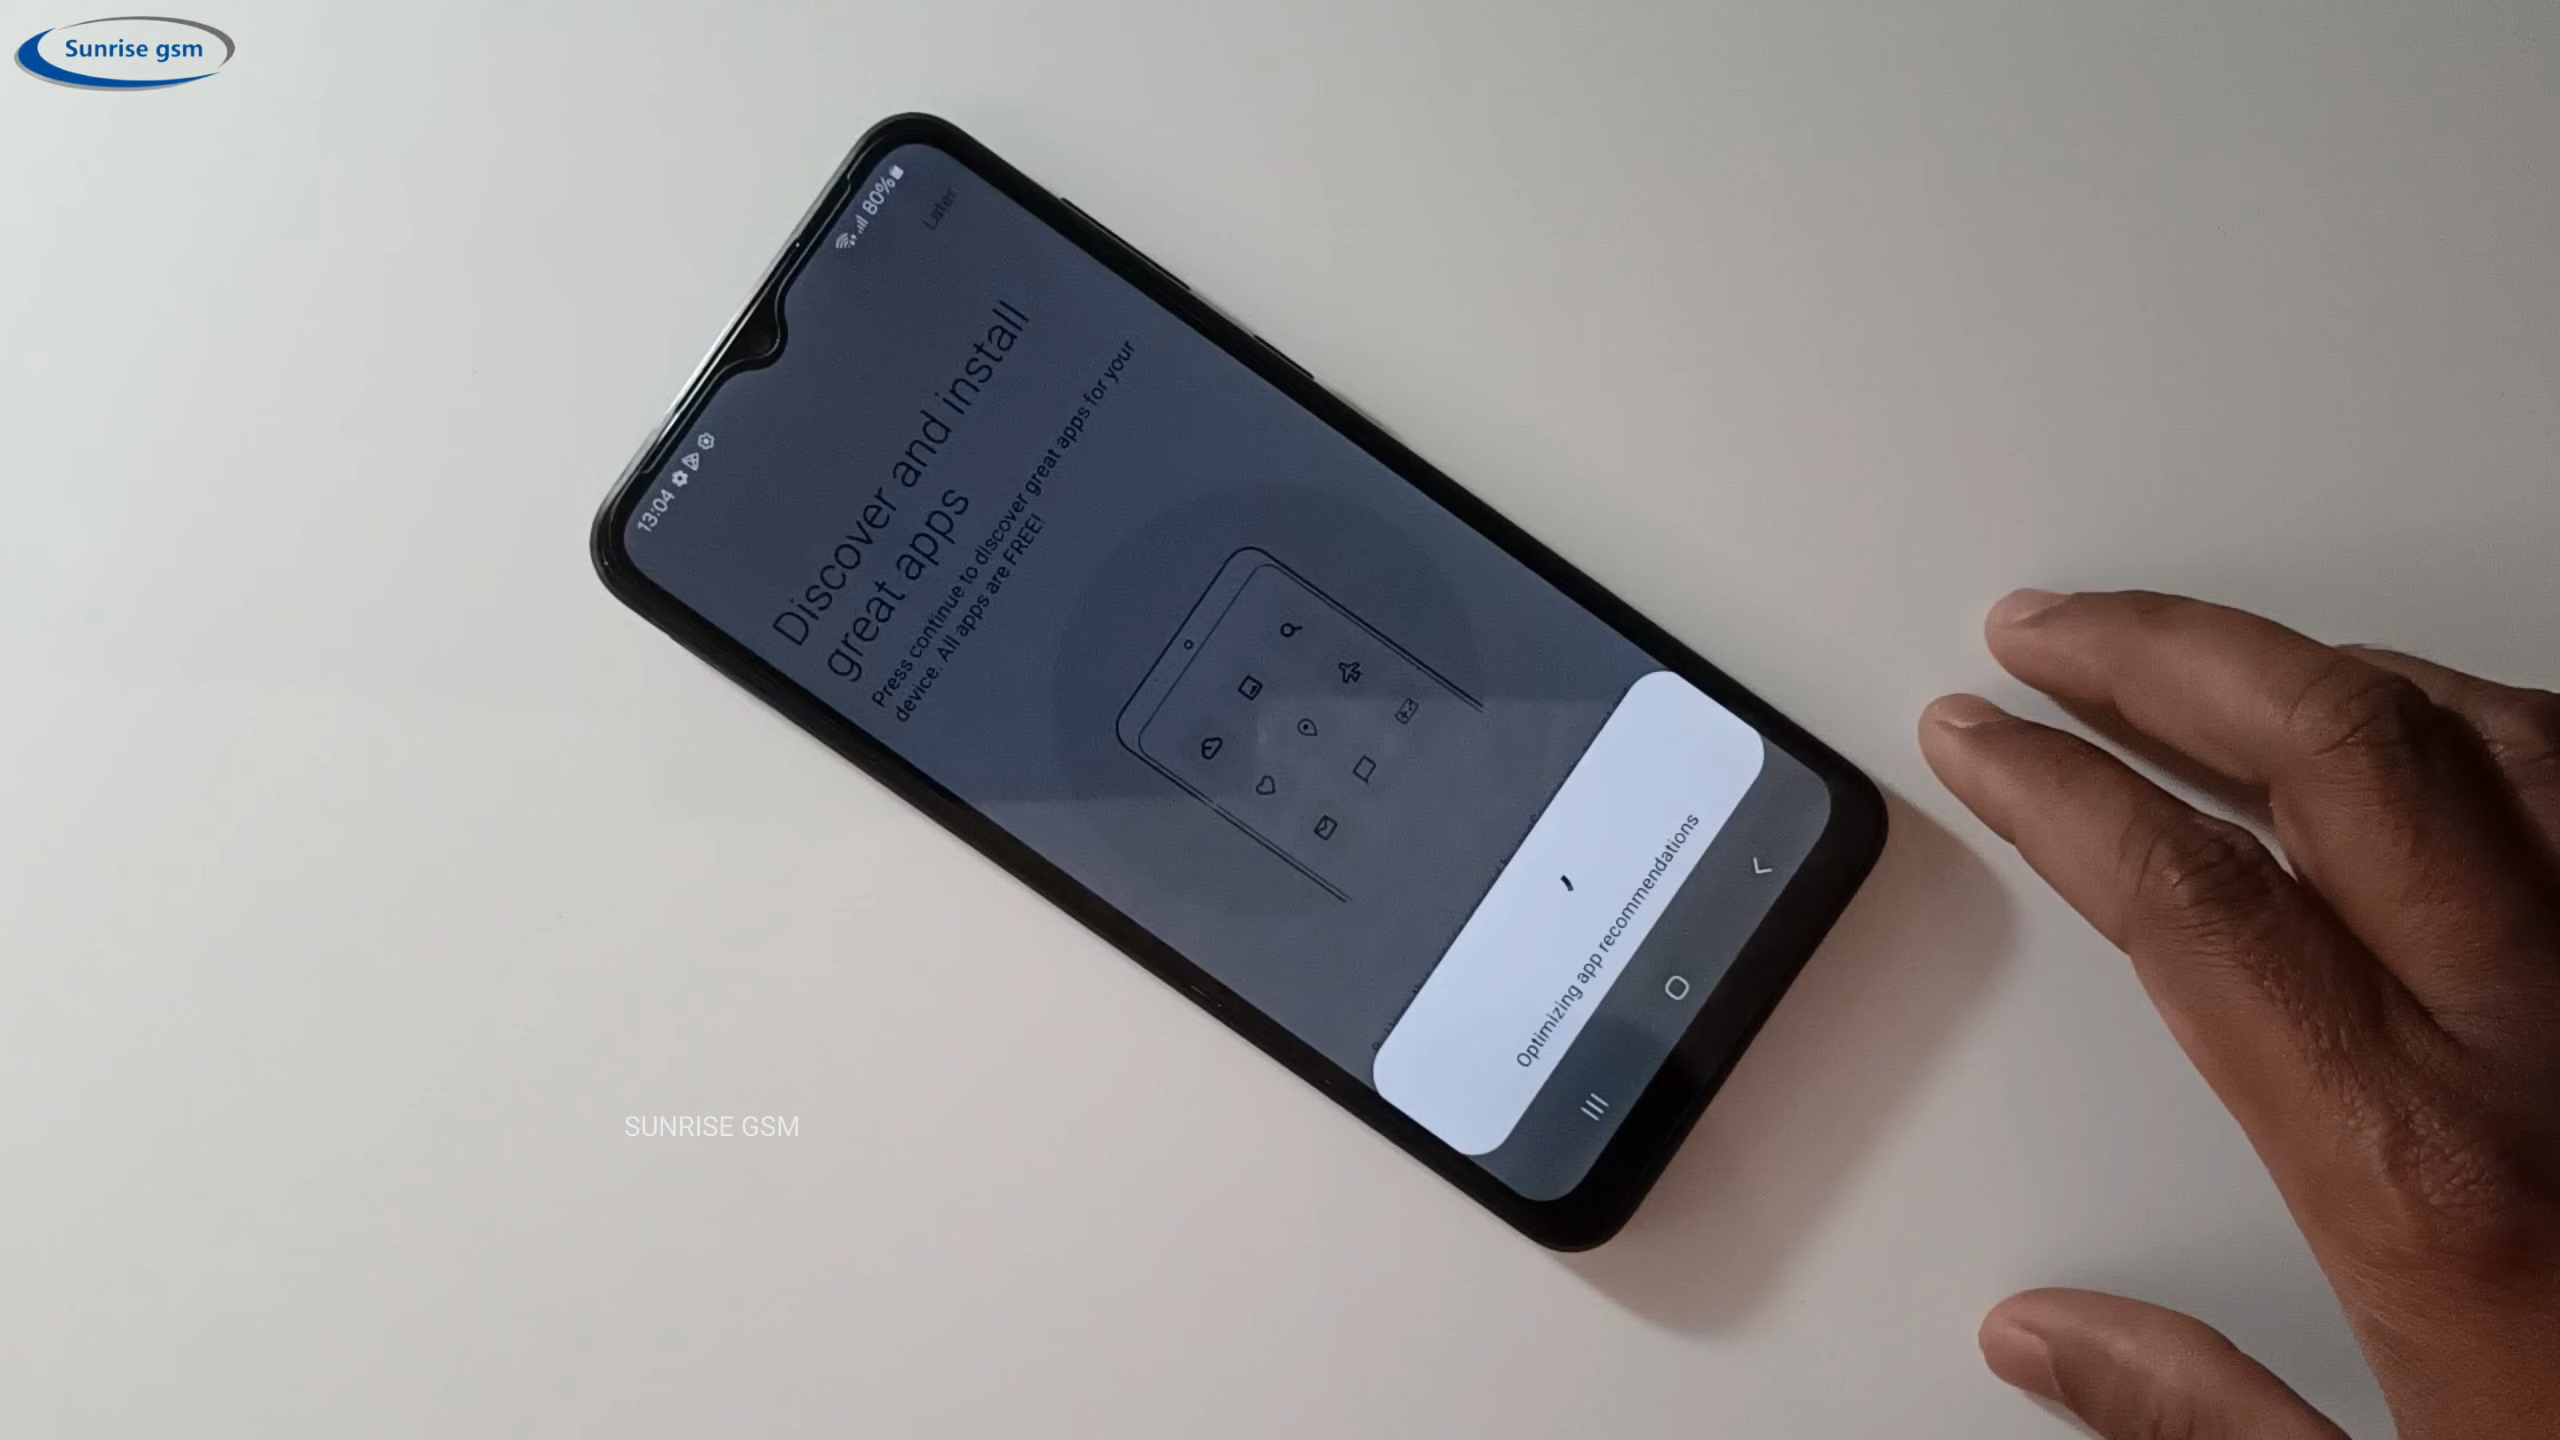 Sunrise gsm
13:04
80%
Later
Discover and install
great apps
Press continue to discover great apps for your
device. All apps are FREE!
Optimizing app recommendations
SUNRISE GSM